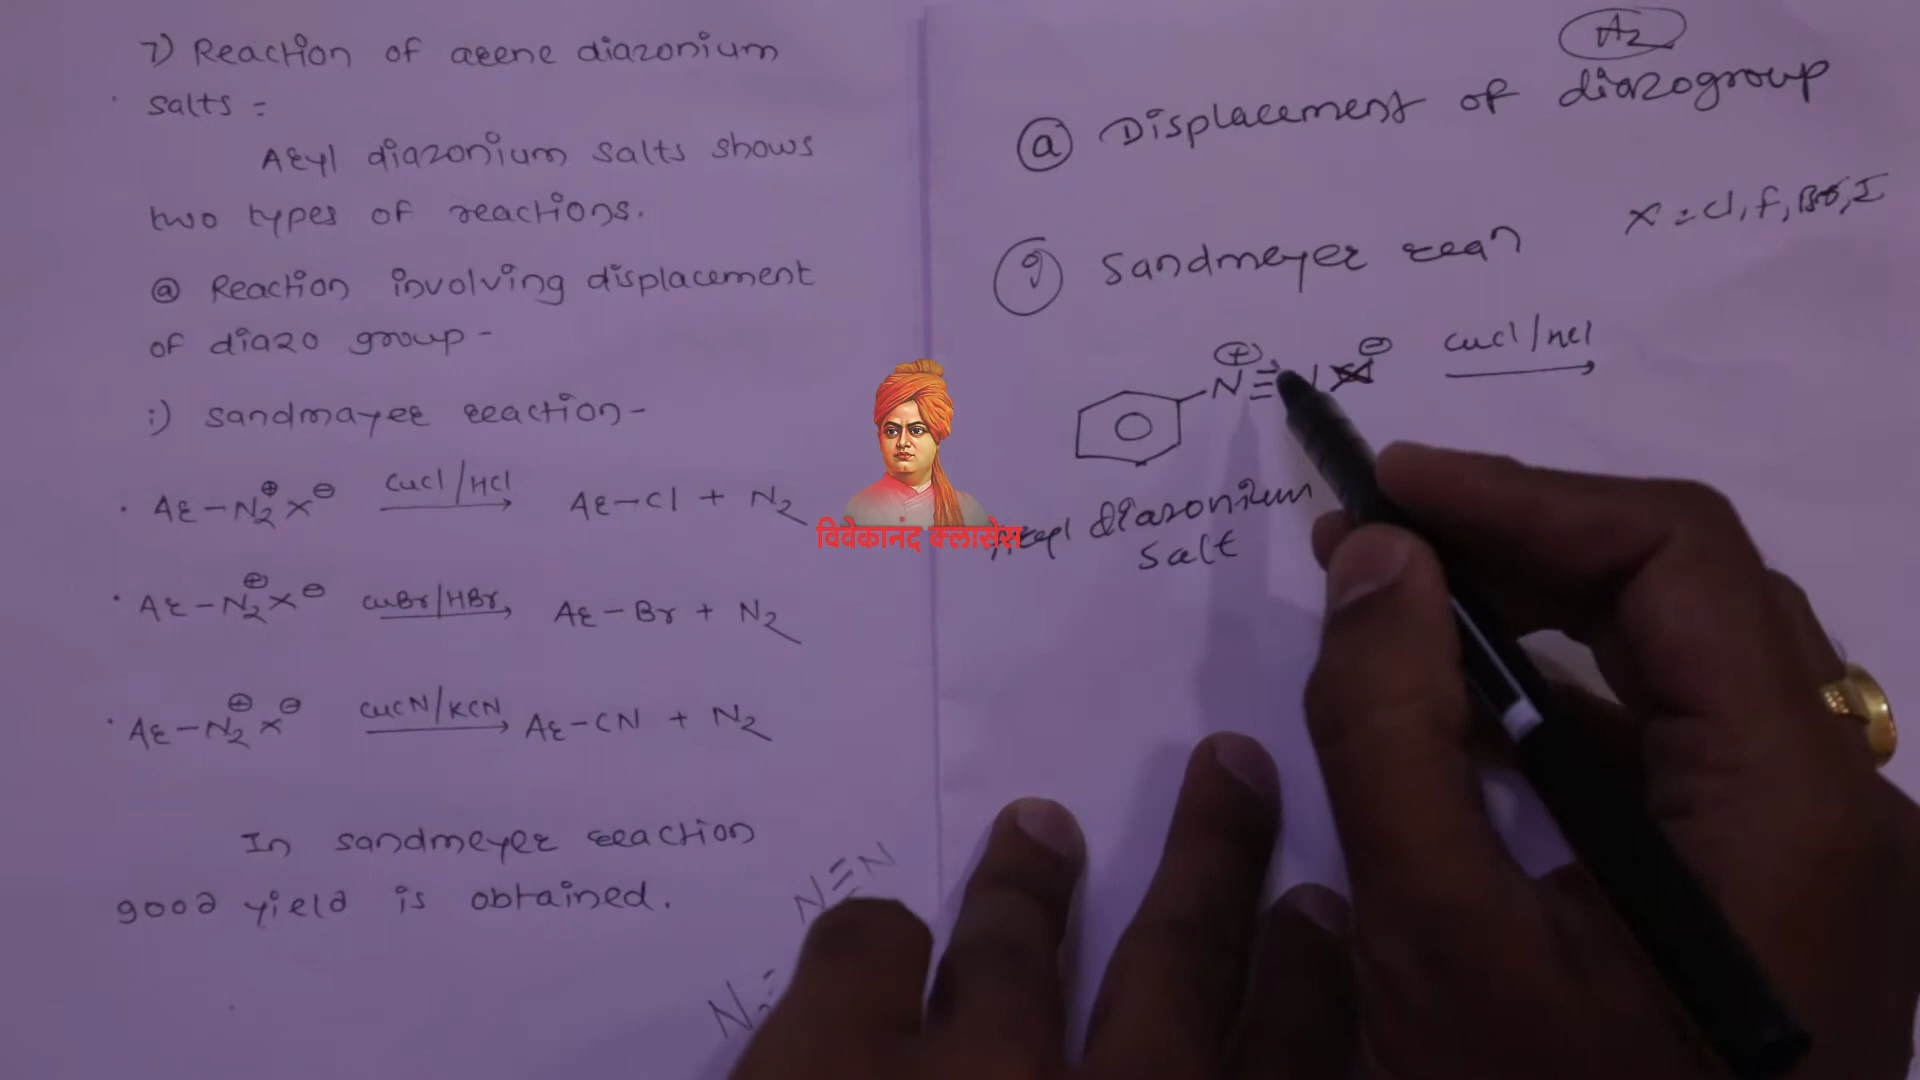 7) Reaction of arene diazonium
salts =
Aryl diazonium salts shows
two types of reactions.
@ Reaction involving displacement
of diazo group -
i) sandmayer reaction -
Ar-N2⊕X⊖ CuCl/HCl → Ar-Cl + N2
Ar-N2⊕X⊖ CuBr/HBr → Ar-Br + N2
Ar-N2⊕X⊖ CuCN/KCN → Ar-CN + N2
In sandmeyer reaction
good yield is obtained.
N≡N
विवेकानंद क्लासेस
Ar
ⓐ Displacement of diazogroup
X = Cl, F, Br, I
Sandmeyer reaⁿ
⊕ N≡ ⊖ CuCl/HCl →
diazonium
salt